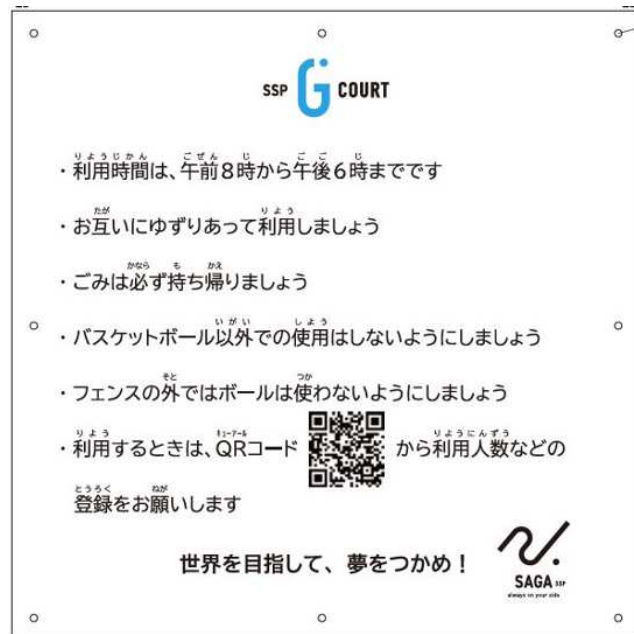 SSP G COURT
・利用時間は、午前8時から午後6時までです
・お互いにゆずりあって利用しましょう
・ごみは必ず持ち帰りましょう
・バスケットボール以外での使用はしないようにしましょう
・フェンスの外ではボールは使わないようにしましょう
・利用するときは、QRコード から利用人数などの
登録をお願いします
世界を目指して、夢をつかめ！
SAGA SSP
always on your side